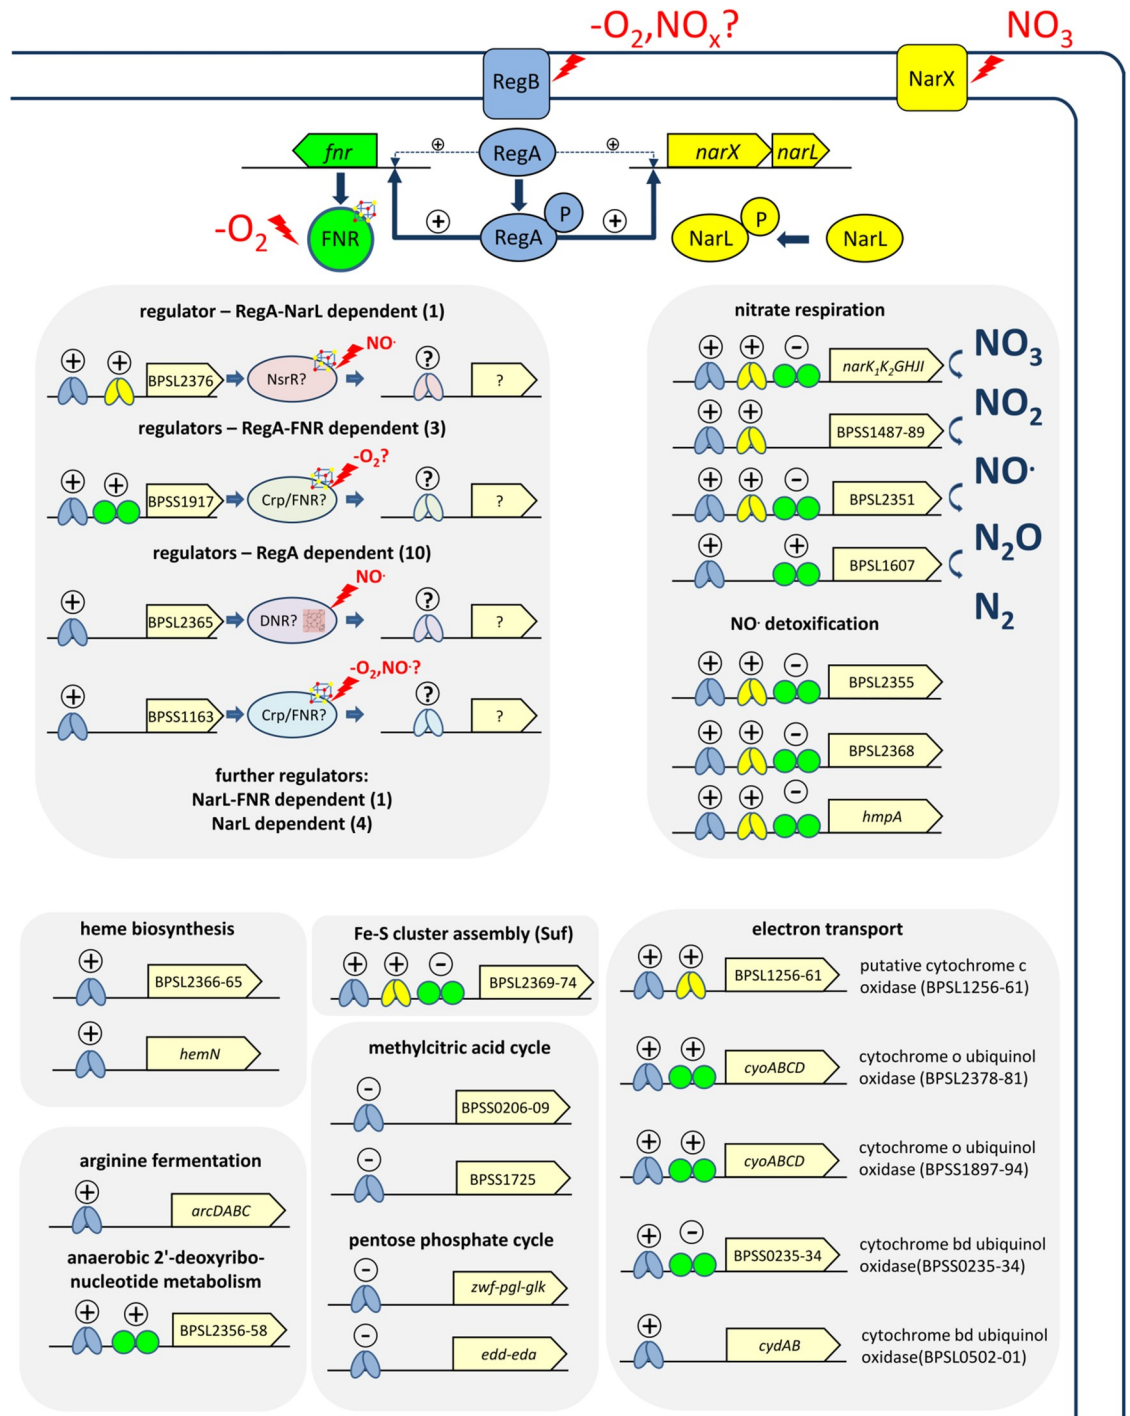 -O2,NOx?
NO3
RegB
NarX
fnr
+
RegA
+
narX
narL
-O2
FNR
+
RegA
P
+
NarL
P
NarL
regulator – RegA-NarL dependent (1)
+ +
BPSL2376
NsrR?
NO·
?
?
regulators – RegA-FNR dependent (3)
+ +
BPSS1917
Crp/FNR?
-O2?
?
?
regulators – RegA dependent (10)
+
BPSL2365
DNR?
NO·
?
?
+
BPSS1163
Crp/FNR?
-O2,NO·?
?
?
further regulators:
NarL-FNR dependent (1)
NarL dependent (4)
nitrate respiration
+ + -
narK1K2GHJI
NO3
+ +
BPSS1487-89
NO2
+ + -
BPSL2351
NO·
+ +
BPSL1607
N2O
N2
NO· detoxification
+ + -
BPSL2355
+ + -
BPSL2368
+ + -
hmpA
heme biosynthesis
+
BPSL2366-65
+
hemN
Fe-S cluster assembly (Suf)
+ + -
BPSL2369-74
methylcitric acid cycle
-
BPSS0206-09
-
BPSS1725
pentose phosphate cycle
-
zwf-pgl-glk
-
edd-eda
arginine fermentation
+
arcDABC
anaerobic 2'-deoxyribo-
nucleotide metabolism
+ +
BPSL2356-58
electron transport
+ +
BPSL1256-61
putative cytochrome c
oxidase (BPSL1256-61)
+ +
cyoABCD
cytochrome o ubiquinol
oxidase (BPSL2378-81)
+ +
cyoABCD
cytochrome o ubiquinol
oxidase (BPSS1897-94)
+ -
BPSS0235-34
cytochrome bd ubiquinol
oxidase(BPSS0235-34)
+
cydAB
cytochrome bd ubiquinol
oxidase(BPSL0502-01)